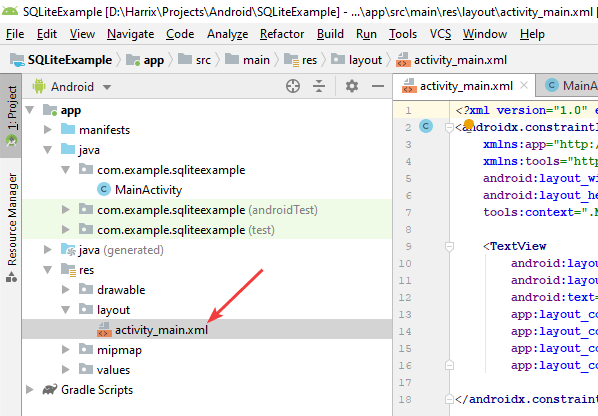 SQLiteExample [D:\Harrix\Projects\Android\SQLiteExample] - ...\app\src\main\res\layout\activity_main.xml
File Edit View Navigate Code Analyze Refactor Build Run Tools VCS Window Help
SQLiteExample app src main res layout activity_main.xml
1: Project
Resource Manager
Android
app
manifests
java
com.example.sqliteexample
MainActivity
com.example.sqliteexample (androidTest)
com.example.sqliteexample (test)
java (generated)
res
drawable
layout
activity_main.xml
mipmap
values
Gradle Scripts
activity_main.xml MainA
1 <?xml version="1.0" e
2 <androidx.constraintl
3 xmlns:app="http:/
4 xmlns:tools="htt
5 android:layout_wi
6 android:layout_he
7 tools:context=".M
8
9 <TextView
10 android:layou
11 android:layou
12 android:text=
13 app:layout_co
14 app:layout_co
15 app:layout_co
16 app:layout_co
17
18 </androidx.constraint